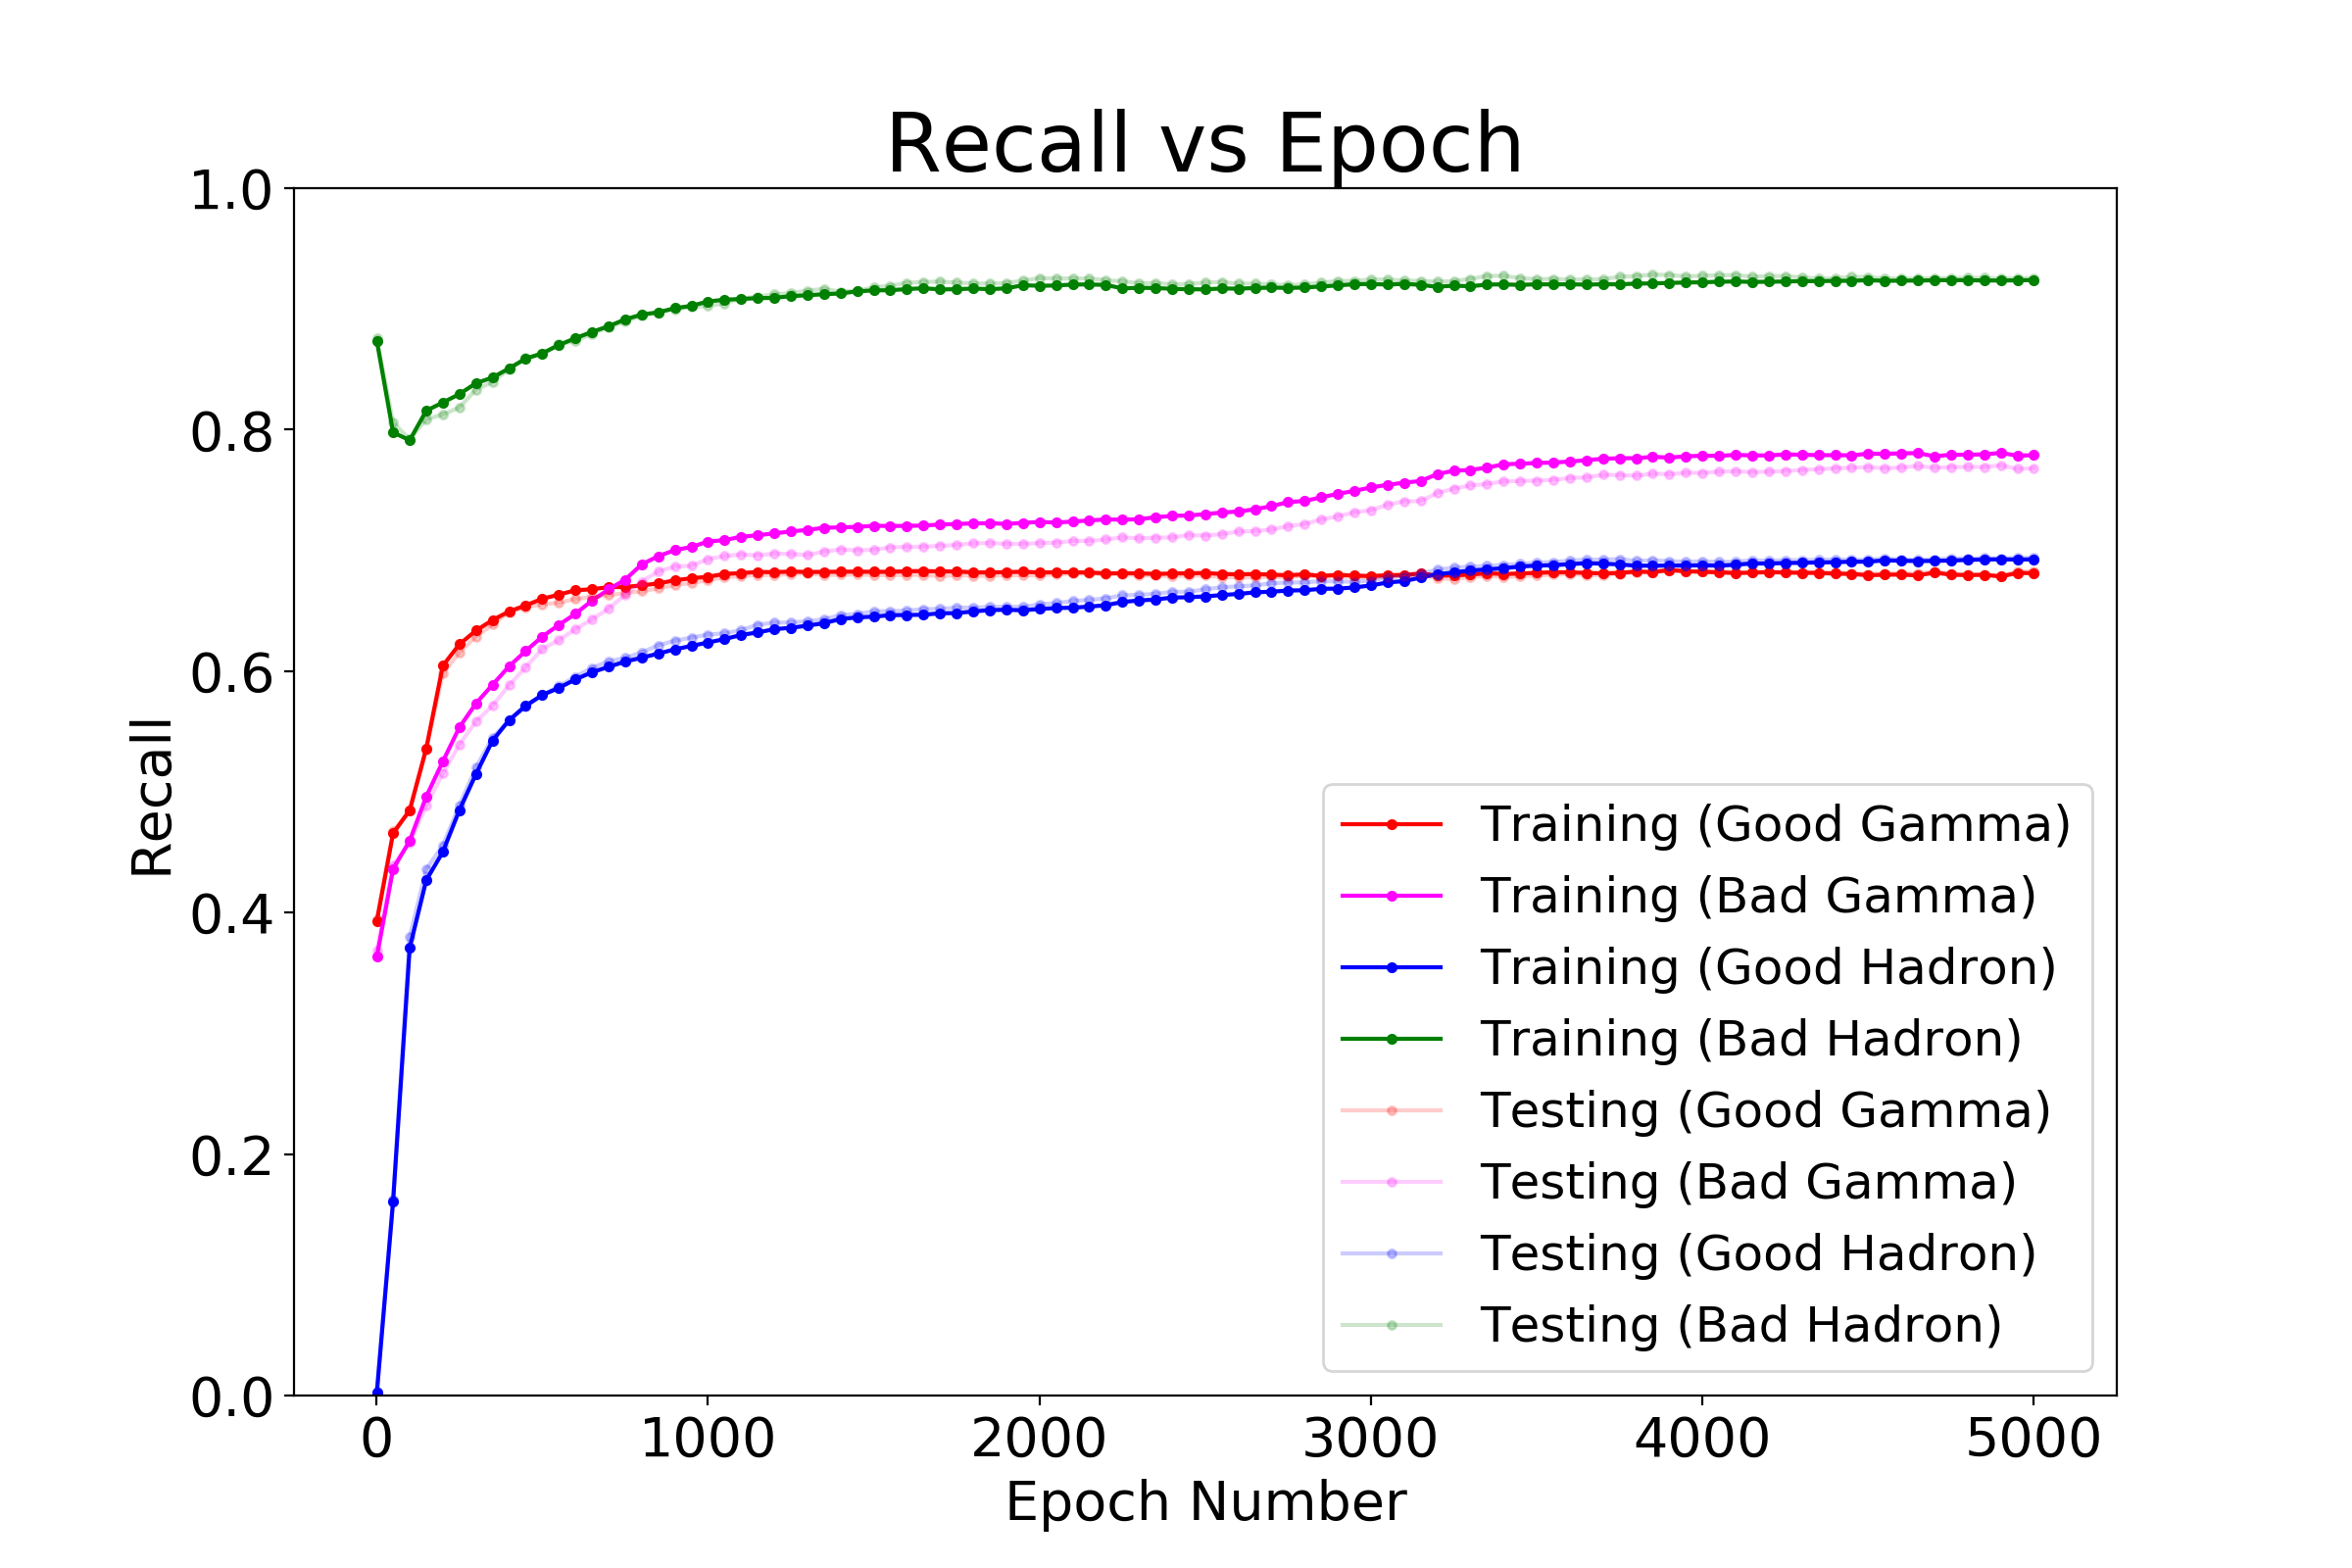 Recall vs Epoch
1.0
0.8
0.6
0.4
0.2
0.0
Recall
0 1000 2000 3000 4000 5000
Epoch Number
Training (Good Gamma)
Training (Bad Gamma)
Training (Good Hadron)
Training (Bad Hadron)
Testing (Good Gamma)
Testing (Bad Gamma)
Testing (Good Hadron)
Testing (Bad Hadron)